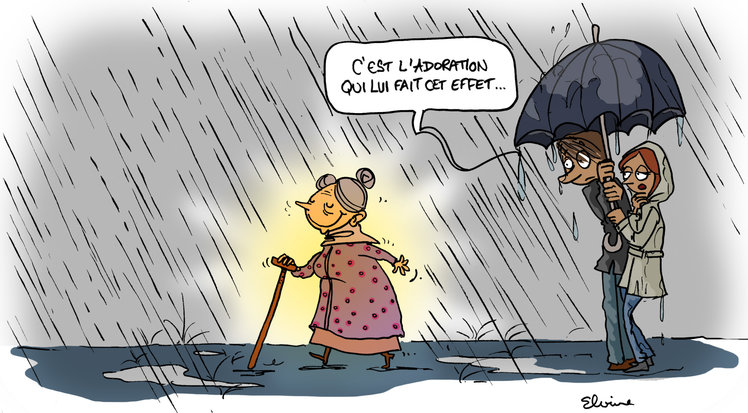 C'EST L'ADORATION
QUI LUI FAIT CET EFFET...
Elvine